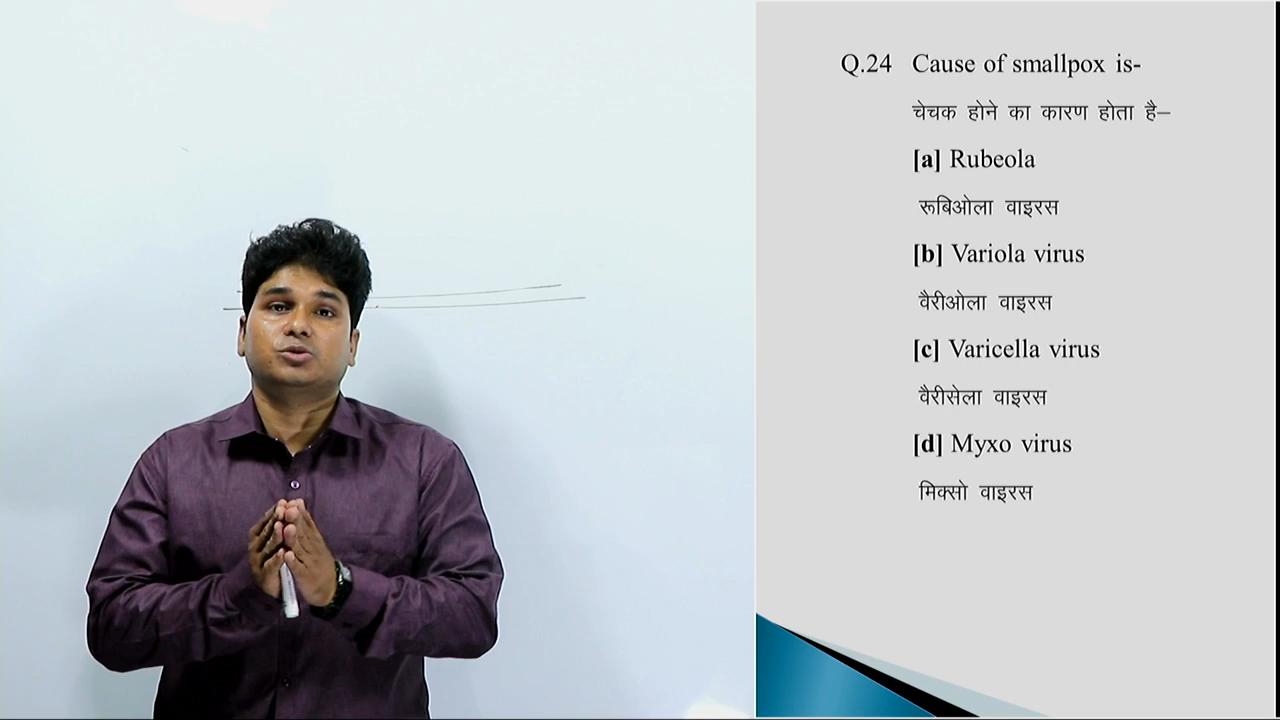 Q.24 Cause of smallpox is-
चेचक होने का कारण होता है–
[a] Rubeola
रूबिओला वाइरस
[b] Variola virus
वैरीओला वाइरस
[c] Varicella virus
वैरीसेला वाइरस
[d] Myxo virus
मिक्सो वाइरस